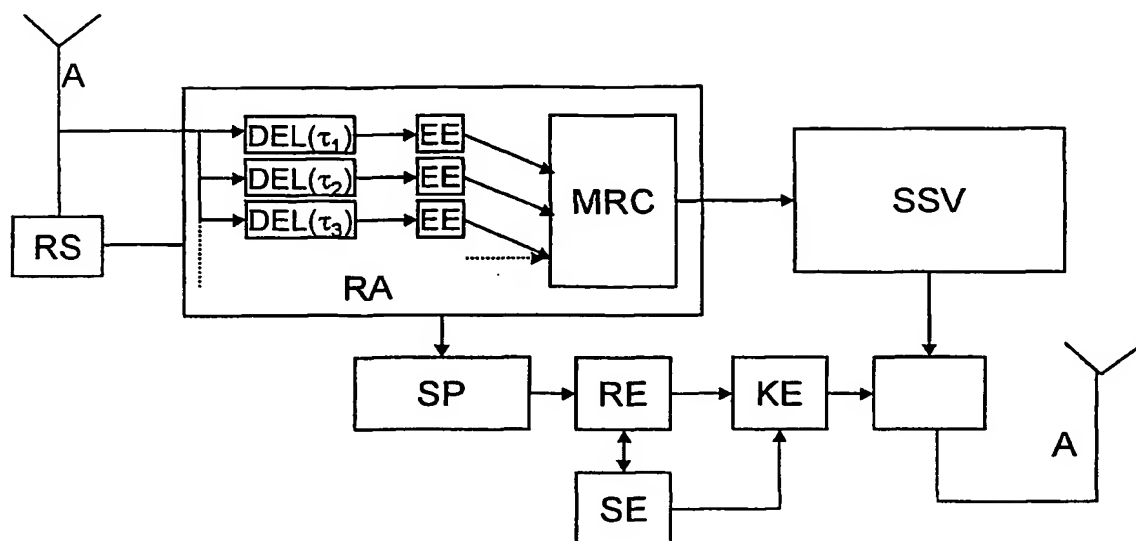 A
DEL(τ₁)
EE
DEL(τ₂)
EE
DEL(τ₃)
EE
MRC
SSV
RS
RA
SP
RE
KE
A
SE